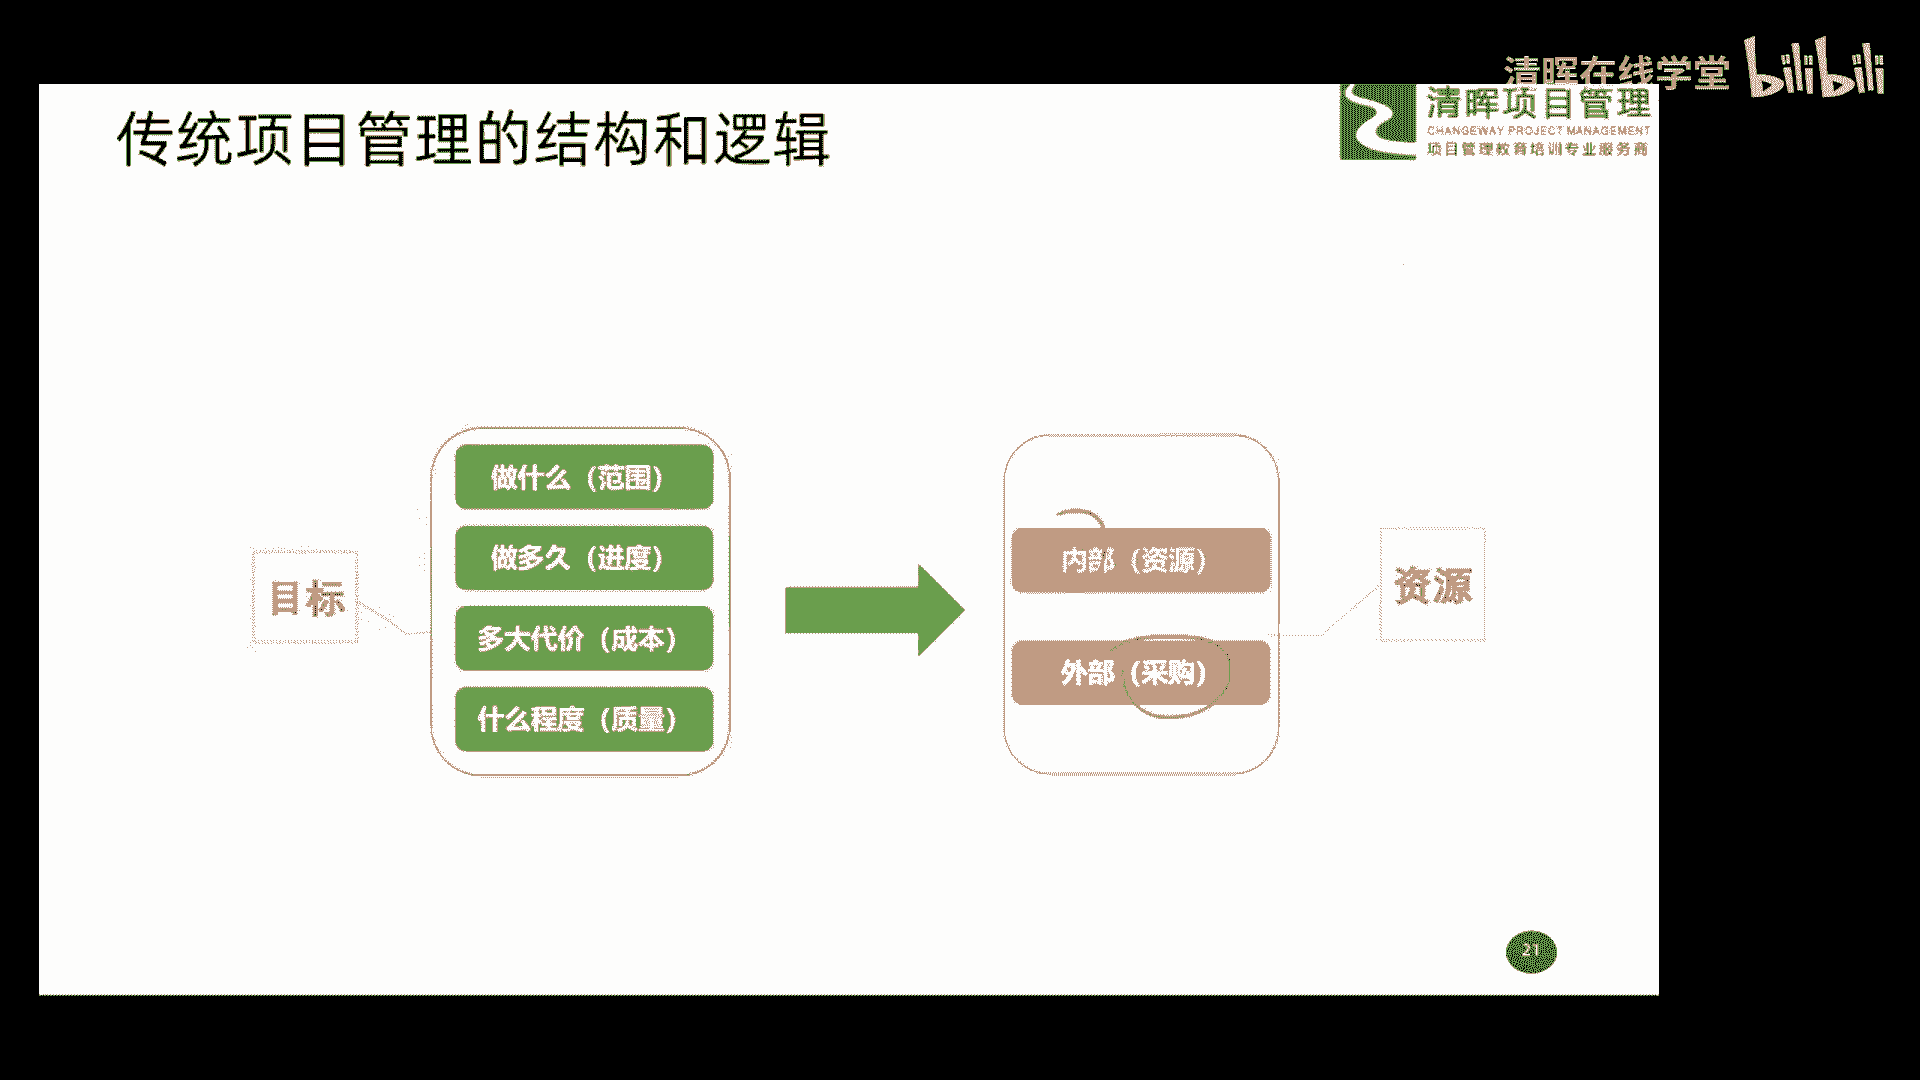 清晖在线学堂 bilibili
传统项目管理的结构和逻辑
清晖项目管理
CHANGEWAY PROJECT MANAGEMENT
项目管理教育培训专业服务商
目标
做什么（范围）
做多久（进度）
多大代价（成本）
什么程度（质量）
内部（资源）
外部（采购）
资源
21